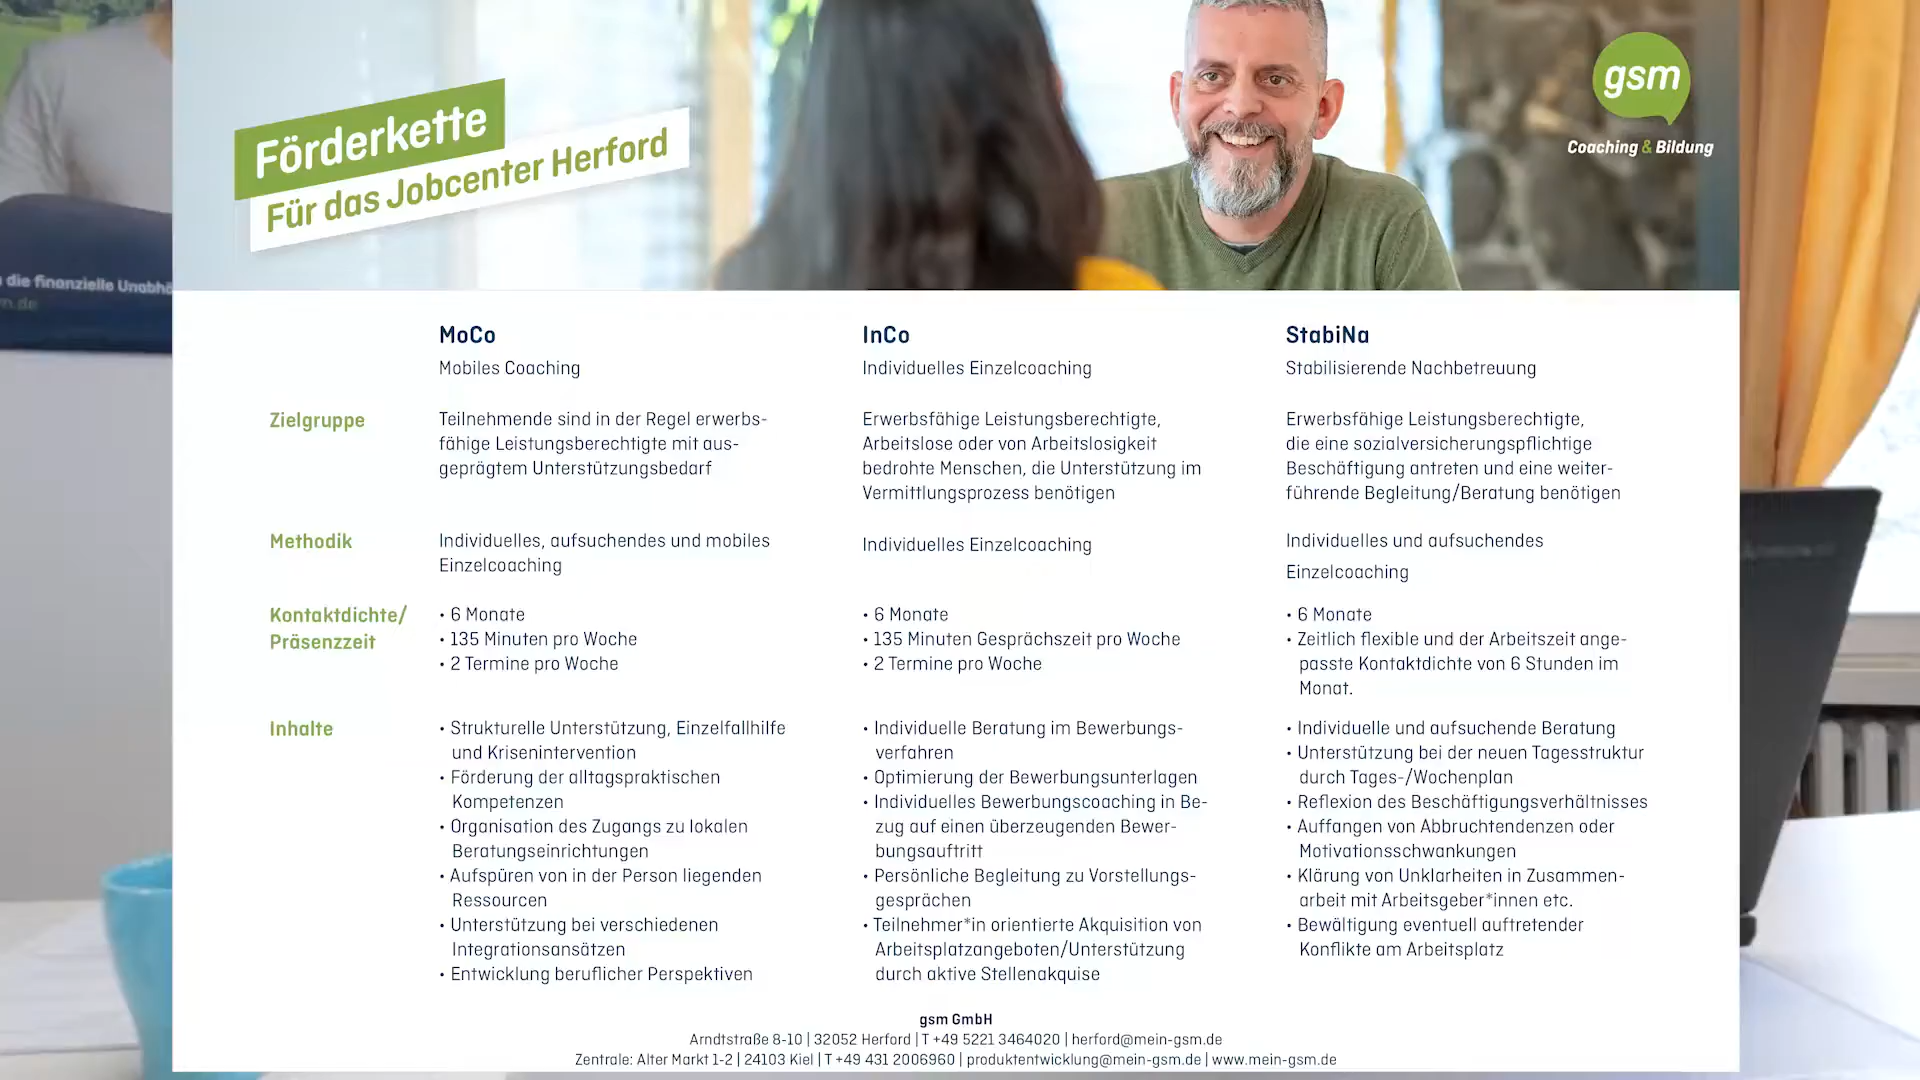 Förderkette
Für das Jobcenter Herford
gsm
Coaching & Bildung
die finanzielle Unabhä
MoCo
Mobiles Coaching
InCo
Individuelles Einzelcoaching
StabiNa
Stabilisierende Nachbetreuung
Zielgruppe
Teilnehmende sind in der Regel erwerbs-
fähige Leistungsberechtigte mit aus-
geprägtem Unterstützungsbedarf
Erwerbsfähige Leistungsberechtigte,
Arbeitslose oder von Arbeitslosigkeit
bedrohte Menschen, die Unterstützung im
Vermittlungsprozess benötigen
Erwerbsfähige Leistungsberechtigte,
die eine sozialversicherungspflichtige
Beschäftigung antreten und eine weiter-
führende Begleitung/Beratung benötigen
Methodik
Individuelles, aufsuchendes und mobiles
Einzelcoaching
Individuelles Einzelcoaching
Individuelles und aufsuchendes
Einzelcoaching
Kontaktdichte/
Präsenzzeit
• 6 Monate
• 135 Minuten pro Woche
• 2 Termine pro Woche
• 6 Monate
• 135 Minuten Gesprächszeit pro Woche
• 2 Termine pro Woche
• 6 Monate
• Zeitlich flexible und der Arbeitszeit ange-
passte Kontaktdichte von 6 Stunden im
Monat.
Inhalte
• Strukturelle Unterstützung, Einzelfallhilfe
und Krisenintervention
• Förderung der alltagspraktischen
Kompetenzen
• Organisation des Zugangs zu lokalen
Beratungseinrichtungen
• Aufspüren von in der Person liegenden
Ressourcen
• Unterstützung bei verschiedenen
Integrationsansätzen
• Entwicklung beruflicher Perspektiven
• Individuelle Beratung im Bewerbungs-
verfahren
• Optimierung der Bewerbungsunterlagen
• Individuelles Bewerbungscoaching in Be-
zug auf einen überzeugenden Bewer-
bungsauftritt
• Persönliche Begleitung zu Vorstellungs-
gesprächen
• Teilnehmer*in orientierte Akquisition von
Arbeitsplatzangeboten/Unterstützung
durch aktive Stellenakquise
• Individuelle und aufsuchende Beratung
• Unterstützung bei der neuen Tagesstruktur
durch Tages-/Wochenplan
• Reflexion des Beschäftigungsverhältnisses
• Auffangen von Abbruchtendenzen oder
Motivationsschwankungen
• Klärung von Unklarheiten in Zusammen-
arbeit mit Arbeitsgeber*innen etc.
• Bewältigung eventuell auftretender
Konflikte am Arbeitsplatz
gsm GmbH
Arndtstraße 8-10 | 32052 Herford | T +49 5221 3464020 | herford@mein-gsm.de
Zentrale: Alter Markt 1-2 | 24103 Kiel | T +49 431 2006960 | produktentwicklung@mein-gsm.de | www.mein-gsm.de